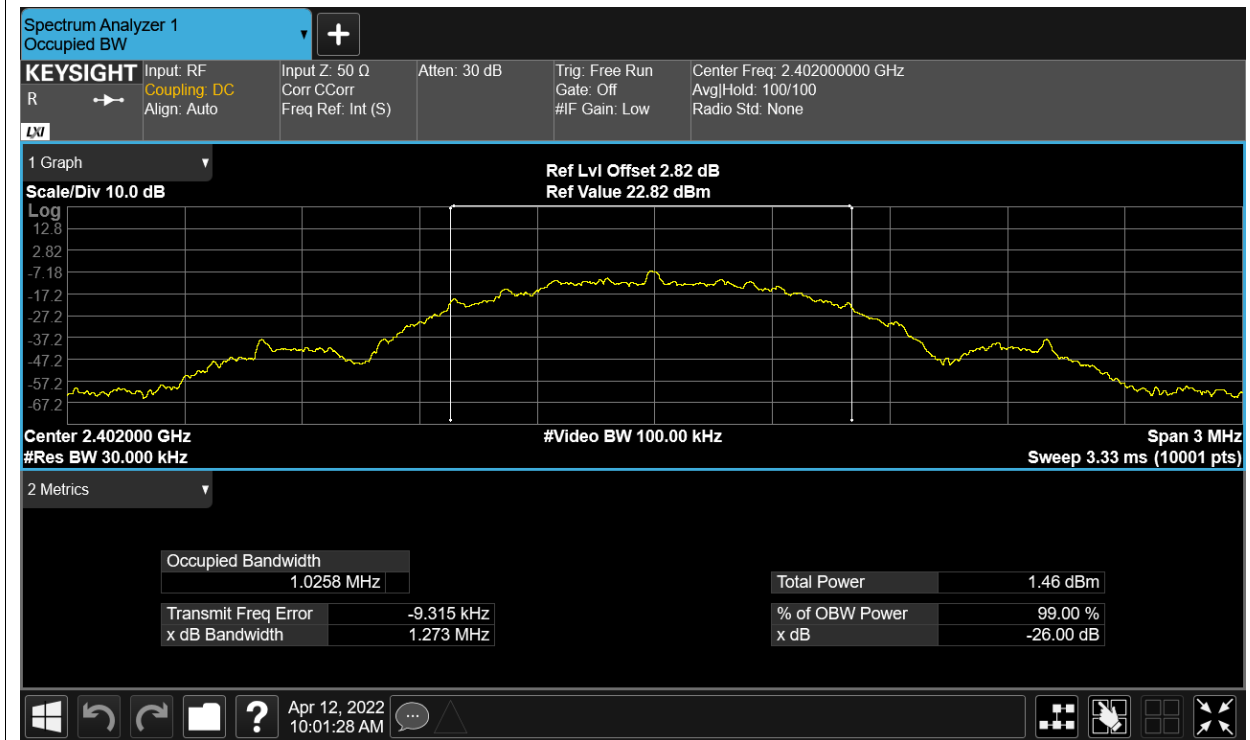 Spectrum Analyzer 1
Occupied BW
KEYSIGHT
R
LXI
Input: RF
Coupling: DC
Align: Auto
Input Z: 50 Ω
Corr CCorr
Freq Ref: Int (S)
Atten: 30 dB
Trig: Free Run
Gate: Off
#IF Gain: Low
Center Freq: 2.402000000 GHz
Avg|Hold: 100/100
Radio Std: None
1 Graph
Scale/Div 10.0 dB
Ref Lvl Offset 2.82 dB
Ref Value 22.82 dBm
Log
12.8
2.82
-7.18
-17.2
-27.2
-37.2
-47.2
-57.2
-67.2
Center 2.402000 GHz
#Video BW 100.00 kHz
Span 3 MHz
#Res BW 30.000 kHz
Sweep 3.33 ms (10001 pts)
2 Metrics
Occupied Bandwidth
1.0258 MHz
Total Power 1.46 dBm
Transmit Freq Error -9.315 kHz
% of OBW Power 99.00 %
x dB Bandwidth 1.273 MHz
x dB -26.00 dB
?
Apr 12, 2022
10:01:28 AM